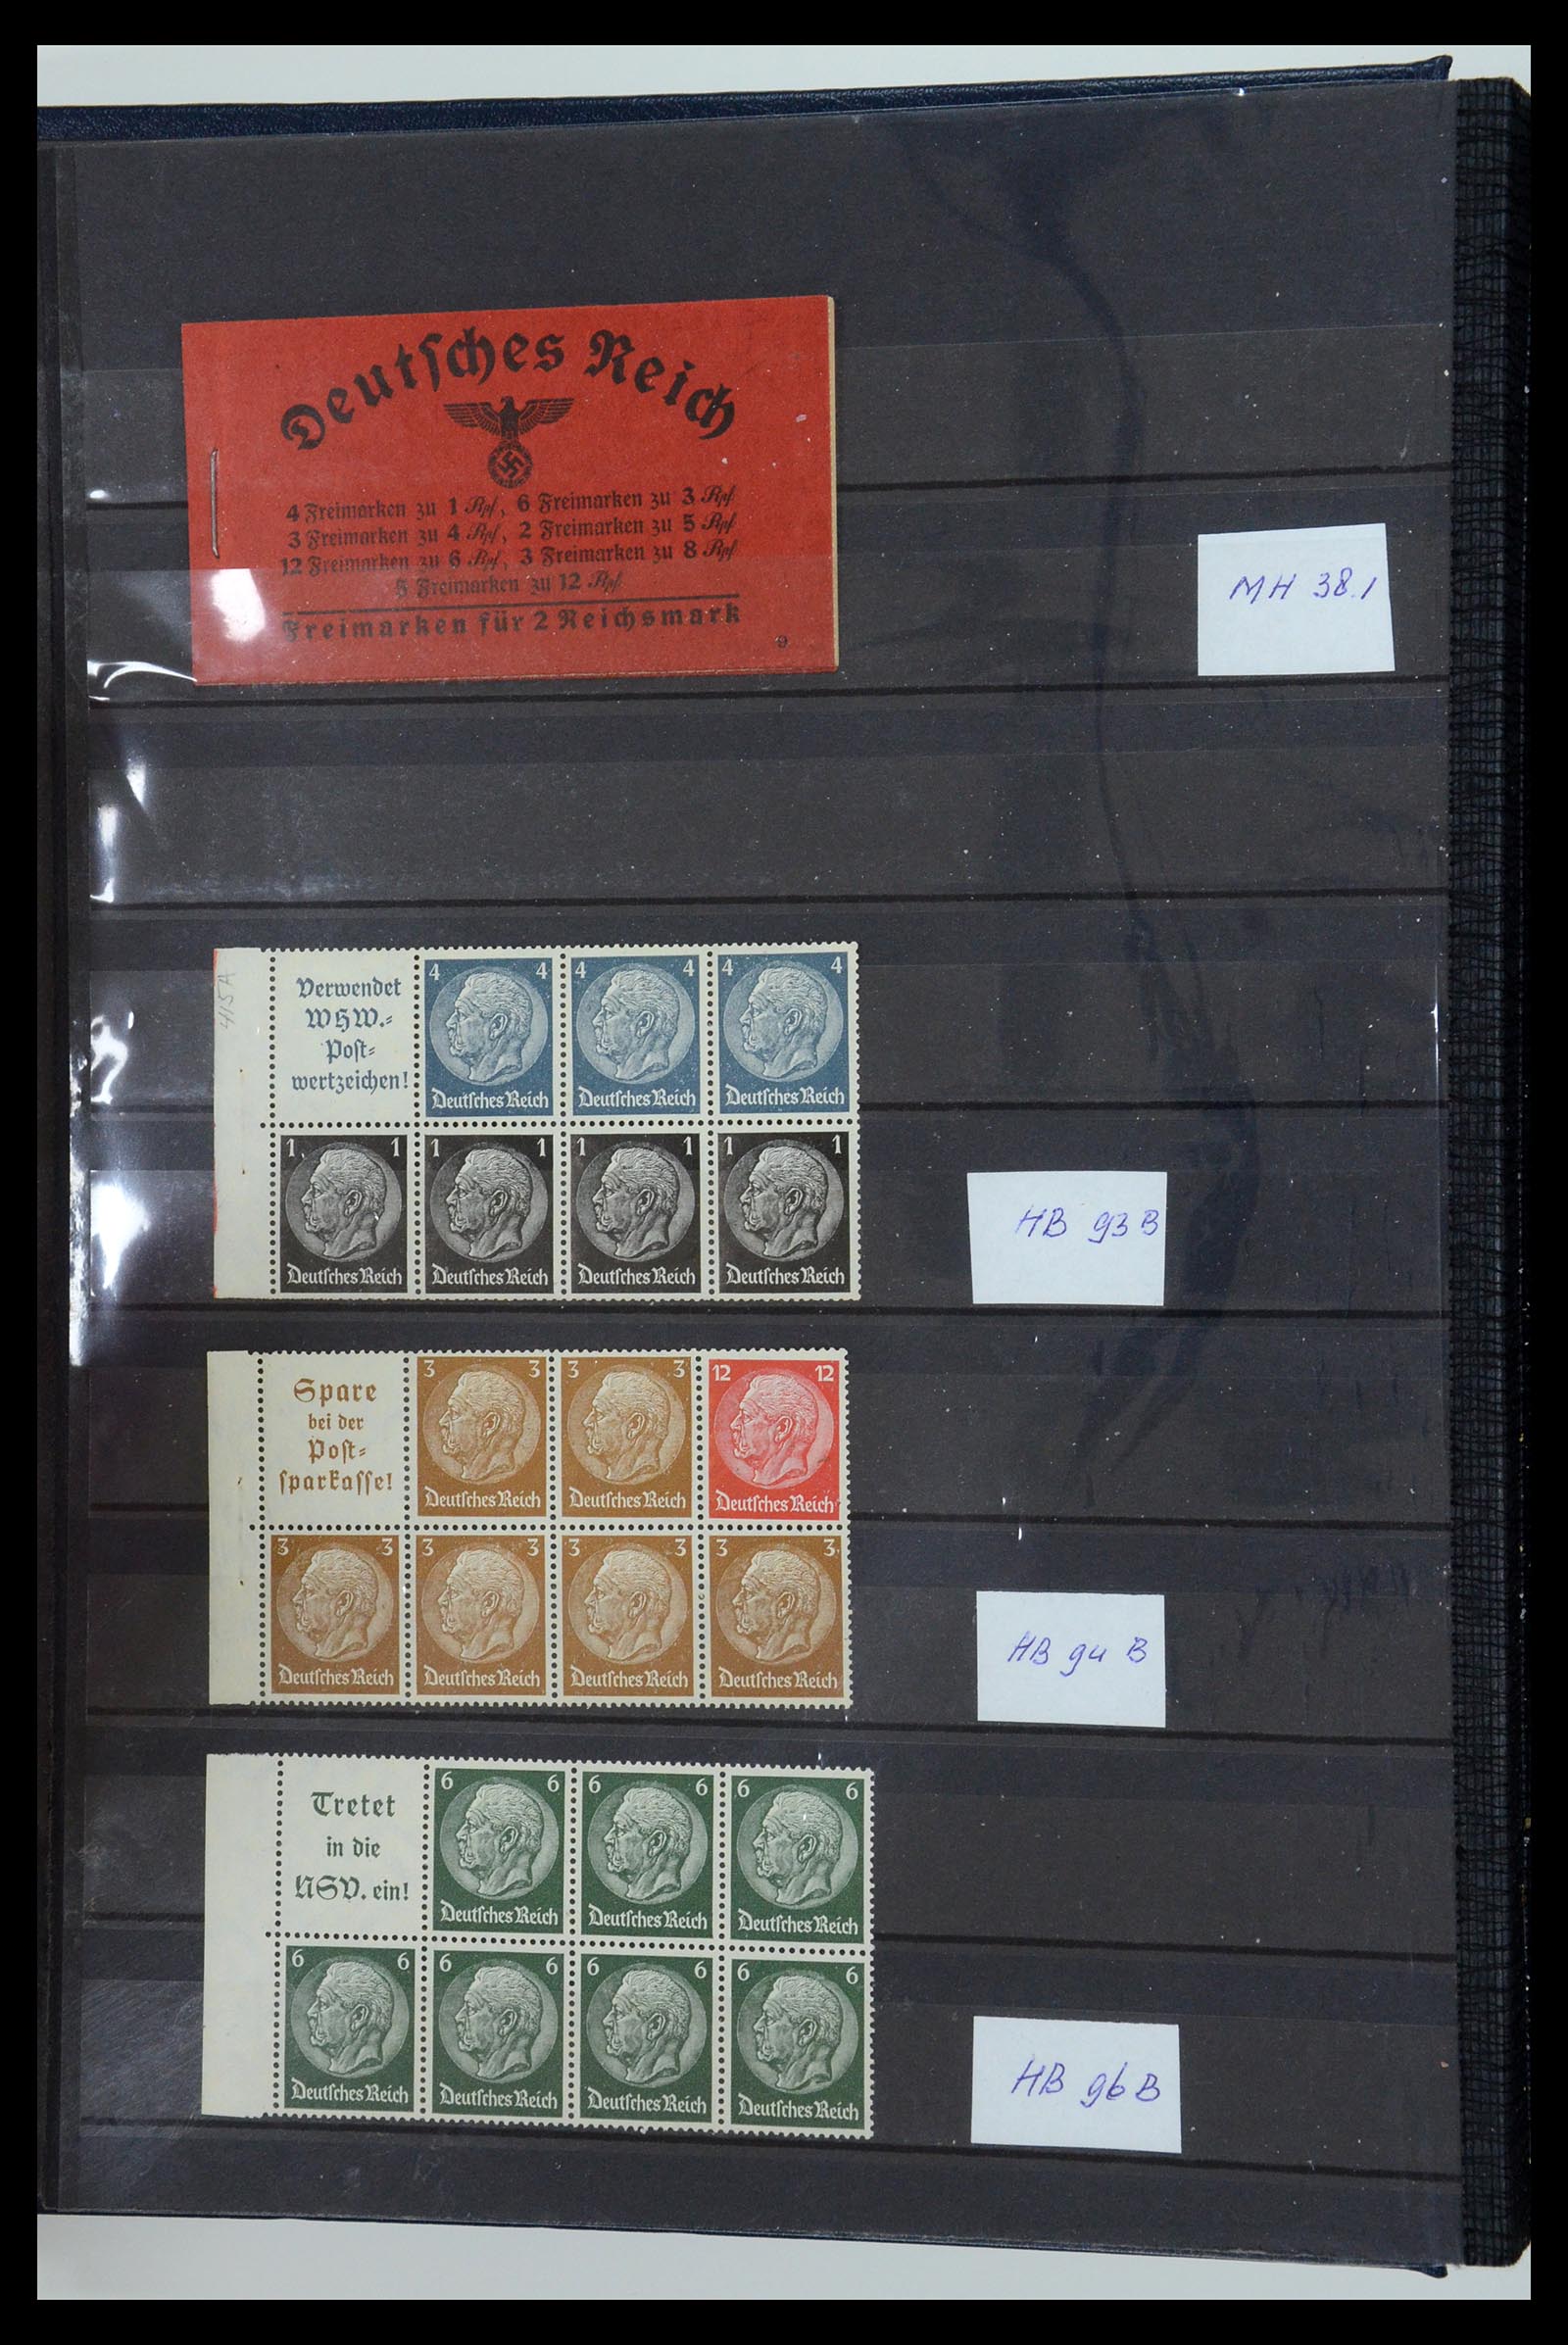 Deutsches Reich
4 Freimarken zu 1 Rpf, 6 Freimarken zu 3 Rpf
3 Freimarken zu 4 Rpf, 2 Freimarken zu 5 Rpf
12 Freimarken zu 6 Rpf, 3 Freimarken zu 8 Rpf
5 Freimarken zu 12 Rpf
Freimarken für 2 Reichsmark
9
MH 38.1
415A
Verwendet
WHW.-
Post-
wertzeichen!
4 4 4 4 4 4
Deutsches Reich Deutsches Reich Deutsches Reich
1 1 1 1 1 1 1 1
Deutsches Reich Deutsches Reich Deutsches Reich Deutsches Reich
HB 93 B
Spare
bei der
Post-
sparkasse!
3 3 3 3 12 12
Deutsches Reich Deutsches Reich Deutsches Reich
3 3 3 3 3 3 3 3
Deutsches Reich Deutsches Reich Deutsches Reich Deutsches Reich
HB 94 B
Tretet
in die
NSV. ein!
6 6 6 6 6 6
Deutsches Reich Deutsches Reich Deutsches Reich
6 6 6 6 6 6 6 6
Deutsches Reich Deutsches Reich Deutsches Reich Deutsches Reich
HB 96 B